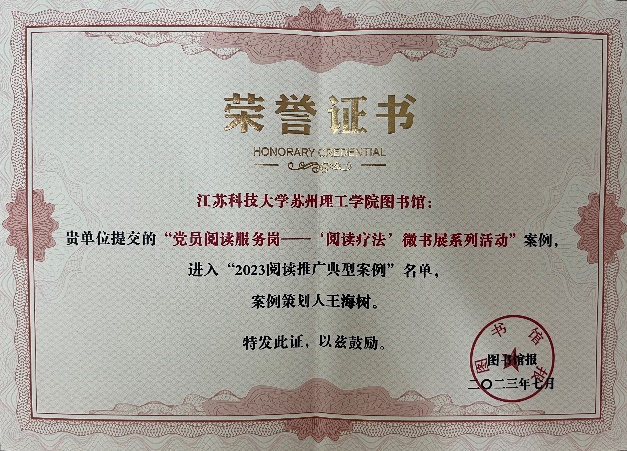 荣誉证书
HONORARY CREDENTIAL
江苏科技大学苏州理工学院图书馆：
贵单位提交的“党员阅读服务岗——‘阅读疗法’微书展系列活动”案例，
进入“2023阅读推广典型案例”名单，
案例策划人王海树。
特发此证，以兹鼓励。
图书馆报
图书馆报
二〇二三年七月